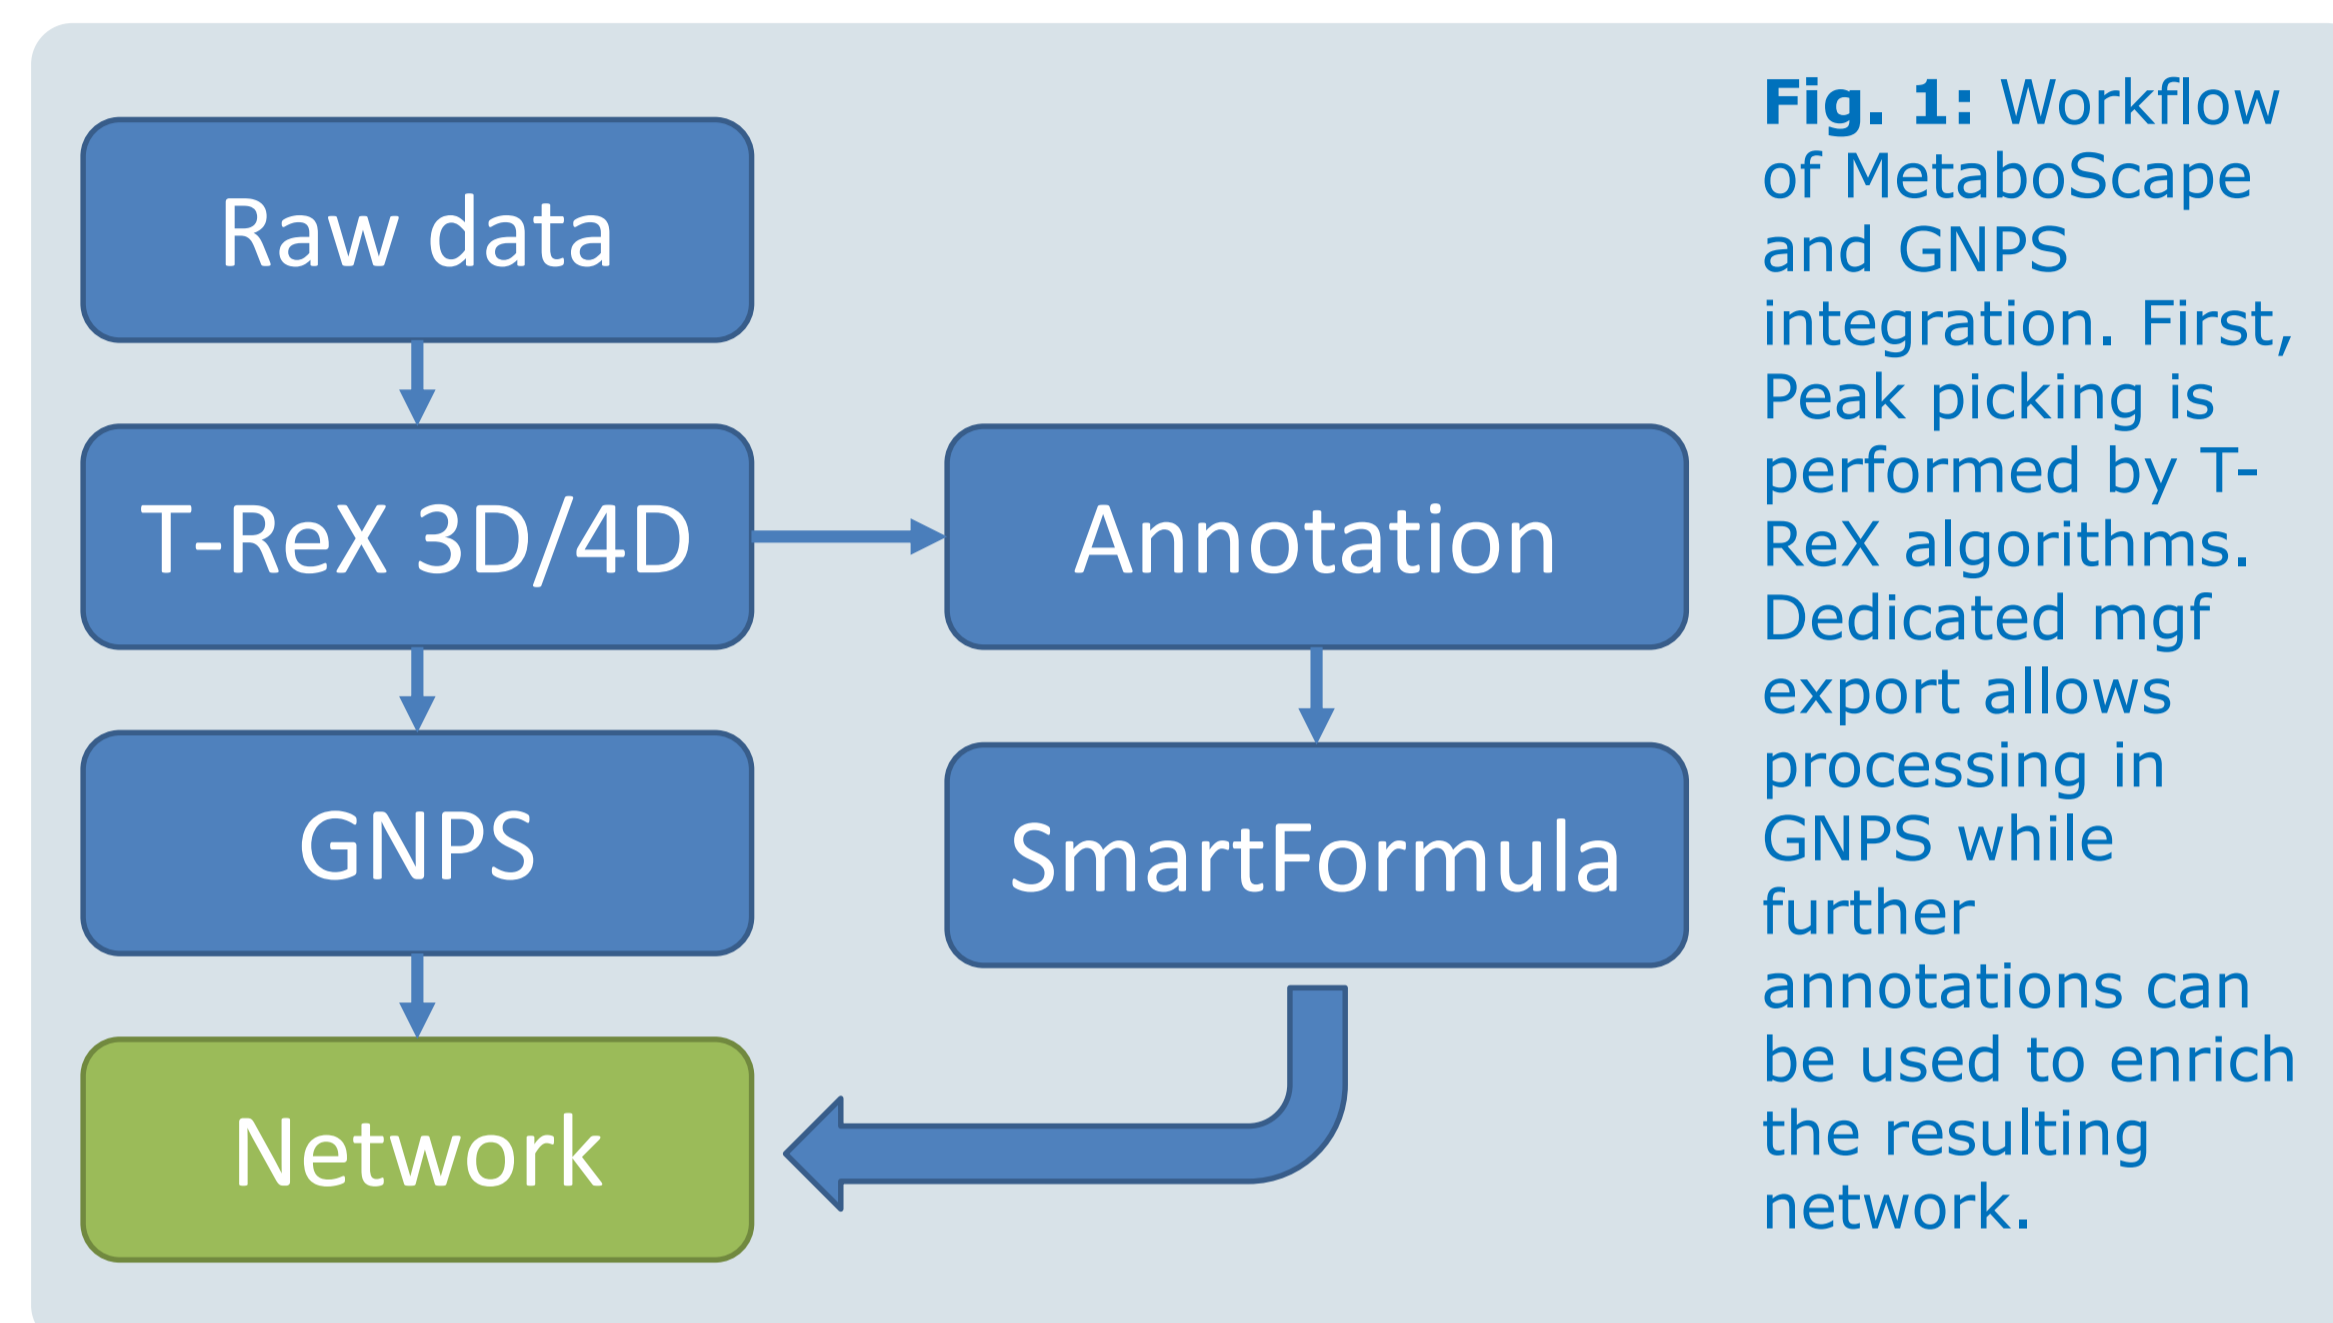 Raw data
T-ReX 3D/4D
Annotation
GNPS
SmartFormula
Network
Fig. 1: Workflow
of MetaboScape
and GNPS
integration. First,
Peak picking is
performed by T-
ReX algorithms.
Dedicated mgf
export allows
processing in
GNPS while
further
annotations can
be used to enrich
the resulting
network.